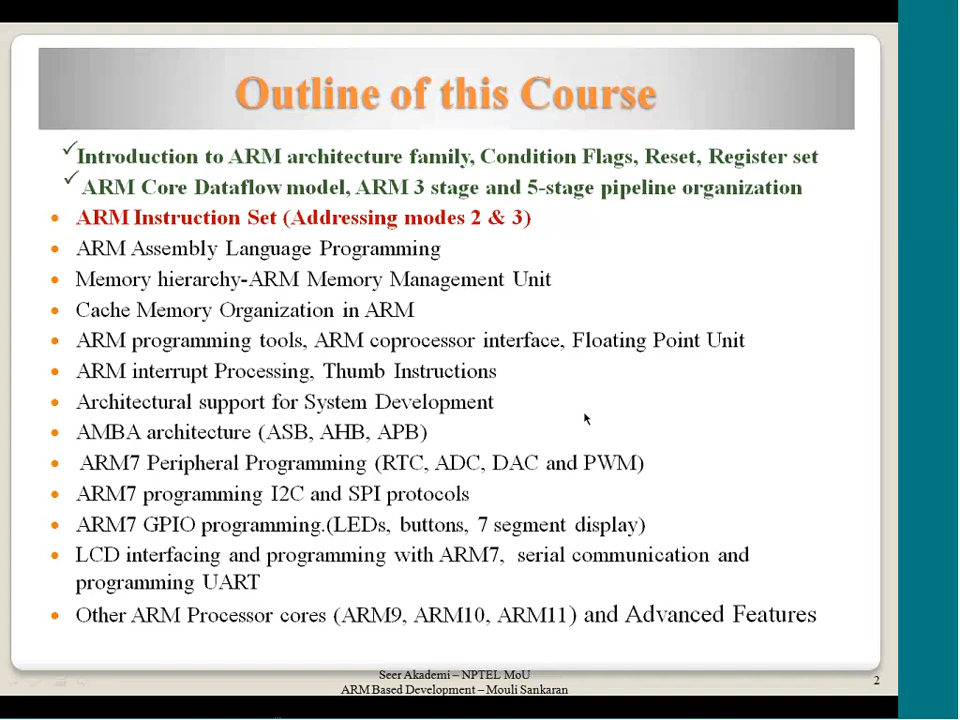 Outline of this Course
Introduction to ARM architecture family, Condition Flags, Reset, Register set
ARM Core Dataflow model, ARM 3 stage and 5-stage pipeline organization
ARM Instruction Set (Addressing modes 2 & 3)
ARM Assembly Language Programming
Memory hierarchy-ARM Memory Management Unit
Cache Memory Organization in ARM
ARM programming tools, ARM coprocessor interface, Floating Point Unit
ARM interrupt Processing, Thumb Instructions
Architectural support for System Development
AMBA architecture (ASB, AHB, APB)
ARM7 Peripheral Programming (RTC, ADC, DAC and PWM)
ARM7 programming I2C and SPI protocols
ARM7 GPIO programming.(LEDs, buttons, 7 segment display)
LCD interfacing and programming with ARM7, serial communication and
programming UART
Other ARM Processor cores (ARM9, ARM10, ARM11) and Advanced Features
Seer Akademi – NPTEL MoU
ARM Based Development – Mouli Sankaran
2